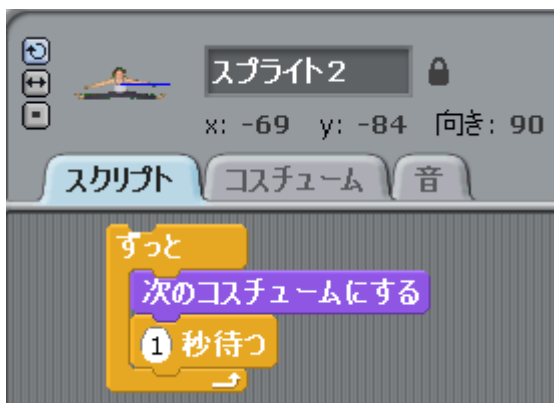 スプライト2
x: -69 y: -84 向き: 90
スクリプト コスチューム 音
ずっと
次のコスチュームにする
1 秒待つ